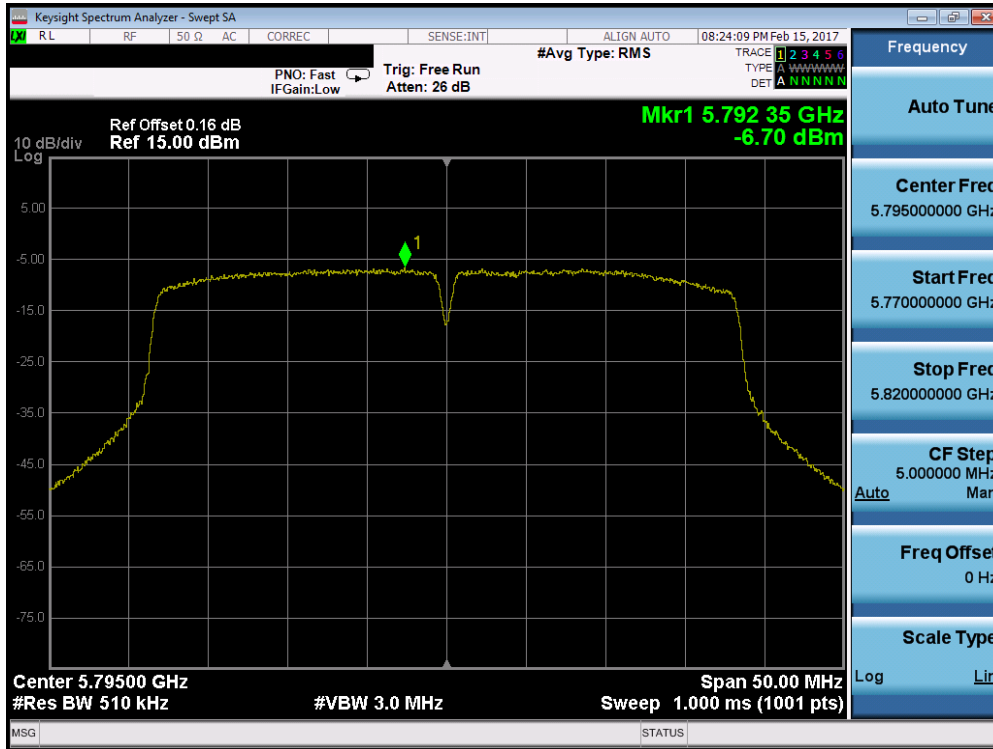 Keysight Spectrum Analyzer - Swept SA
LXI RL RF 50 Ω AC CORREC SENSE:INT ALIGN AUTO 08:24:09 PM Feb 15, 2017
Frequency
#Avg Type: RMS
TRACE 1 2 3 4 5 6
TYPE A WWWWW
DET A N N N N N
PNO: Fast
IFGain:Low
Trig: Free Run
Atten: 26 dB
Auto Tune
Mkr1 5.792 35 GHz
-6.70 dBm
Ref Offset 0.16 dB
10 dB/div Ref 15.00 dBm
Log
1
5.00
-5.00
-15.0
-25.0
-35.0
-45.0
-55.0
-65.0
-75.0
Center Freq
5.795000000 GHz
Start Freq
5.770000000 GHz
Stop Freq
5.820000000 GHz
CF Step
5.000000 MHz
Auto Man
Freq Offset
0 Hz
Scale Type
Log Lin
Center 5.79500 GHz Span 50.00 MHz
#Res BW 510 kHz #VBW 3.0 MHz Sweep 1.000 ms (1001 pts)
MSG STATUS